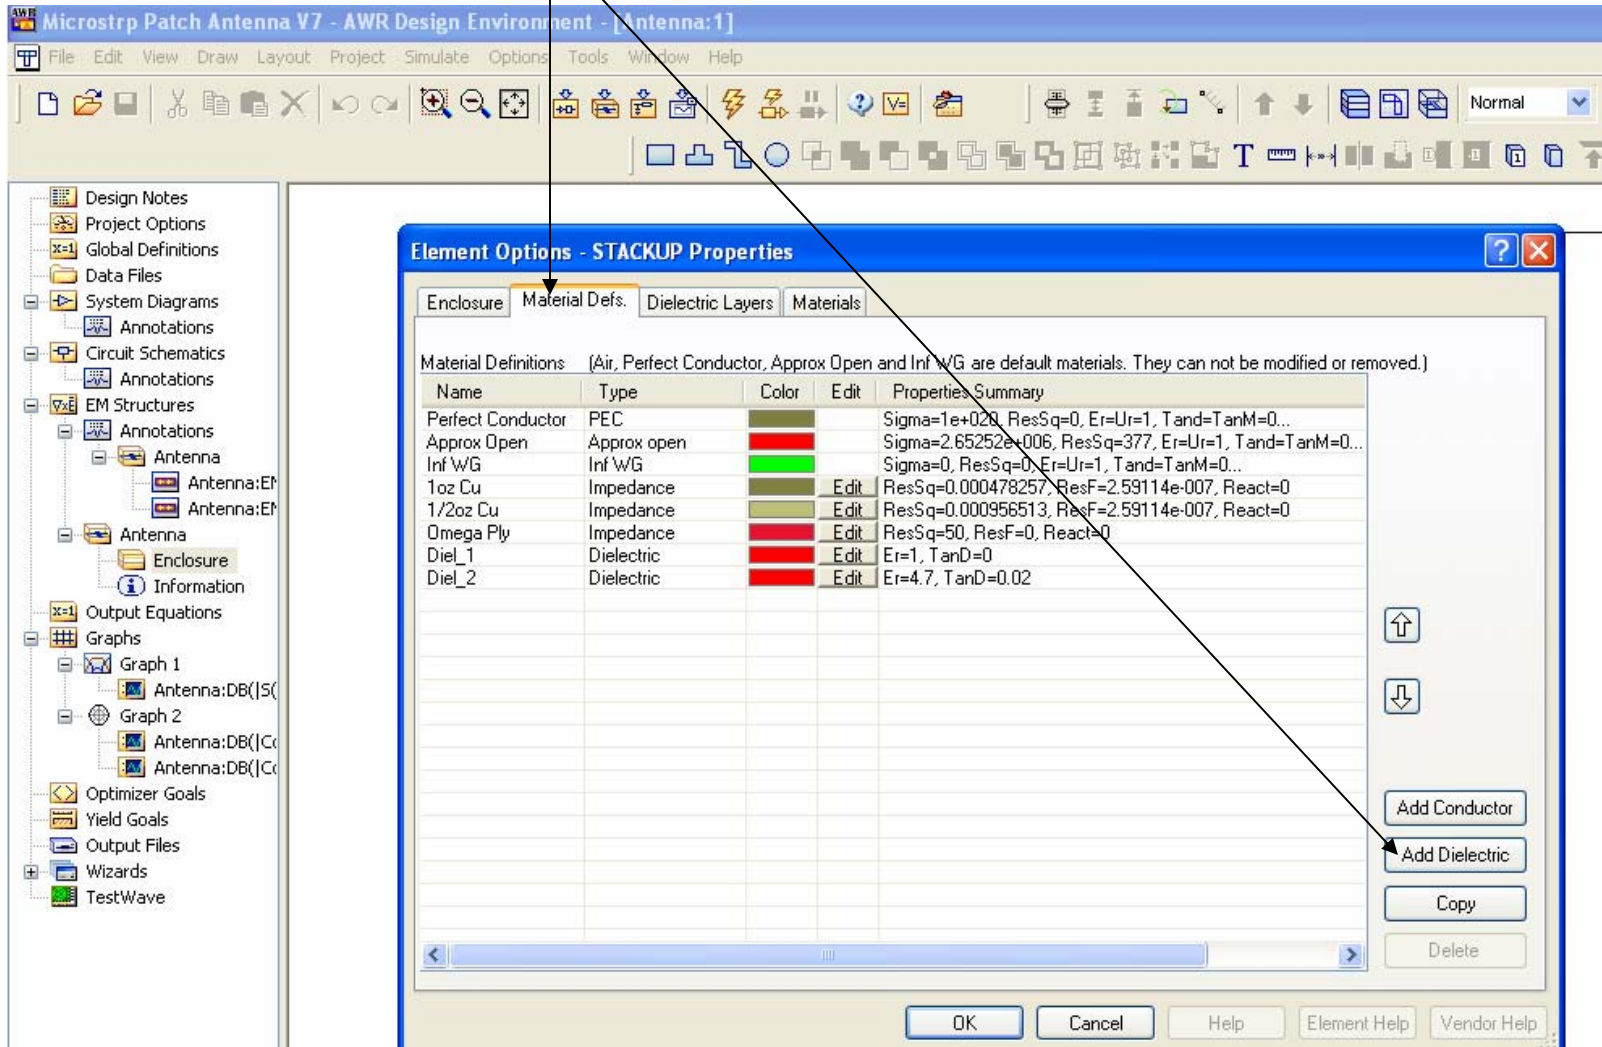 Microstrp Patch Antenna V7 - AWR Design Environment - [Antenna:1]
File Edit View Draw Layout Project Simulate Options Tools Window Help
Normal
Design Notes
Project Options
Global Definitions
Data Files
System Diagrams
Annotations
Circuit Schematics
Annotations
EM Structures
Annotations
Antenna
Antenna:EM
Antenna:EM
Antenna
Enclosure
Information
Output Equations
Graphs
Graph 1
Antenna:DB(|S(
Graph 2
Antenna:DB(|Co
Antenna:DB(|Co
Optimizer Goals
Yield Goals
Output Files
Wizards
TestWave
Element Options - STACKUP Properties
Enclosure Material Defs. Dielectric Layers Materials
Material Definitions (Air, Perfect Conductor, Approx Open and Inf WG are default materials. They can not be modified or removed.)
Name Type Color Edit Properties Summary
Perfect Conductor PEC Sigma=1e+020, ResSq=0, Er=Ur=1, Tand=TanM=0...
Approx Open Approx open Sigma=2.65252e+006, ResSq=377, Er=Ur=1, Tand=TanM=0...
Inf WG Inf WG Sigma=0, ResSq=0, Er=Ur=1, Tand=TanM=0...
1oz Cu Impedance Edit ResSq=0.000478257, ResF=2.59114e-007, React=0
1/2oz Cu Impedance Edit ResSq=0.000956513, ResF=2.59114e-007, React=0
Omega Ply Impedance Edit ResSq=50, ResF=0, React=0
Diel_1 Dielectric Edit Er=1, TanD=0
Diel_2 Dielectric Edit Er=4.7, TanD=0.02
Add Conductor
Add Dielectric
Copy
Delete
OK Cancel Help Element Help Vendor Help